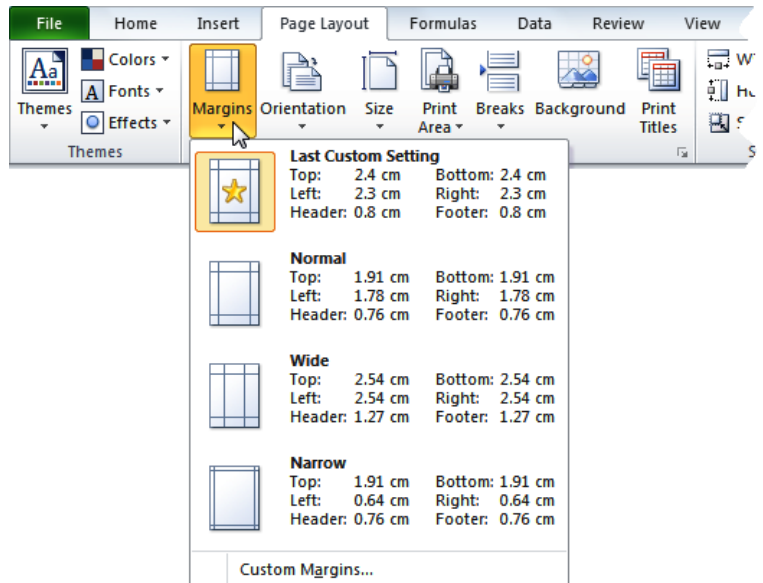 File Home Insert Page Layout Formulas Data Review View
Aa Colors
A Fonts
Themes Effects
Margins Orientation Size Print Area Breaks Background Print Titles
Themes
Last Custom Setting
Top: 2.4 cm Bottom: 2.4 cm
Left: 2.3 cm Right: 2.3 cm
Header: 0.8 cm Footer: 0.8 cm
Normal
Top: 1.91 cm Bottom: 1.91 cm
Left: 1.78 cm Right: 1.78 cm
Header: 0.76 cm Footer: 0.76 cm
Wide
Top: 2.54 cm Bottom: 2.54 cm
Left: 2.54 cm Right: 2.54 cm
Header: 1.27 cm Footer: 1.27 cm
Narrow
Top: 1.91 cm Bottom: 1.91 cm
Left: 0.64 cm Right: 0.64 cm
Header: 0.76 cm Footer: 0.76 cm
Custom Margins...